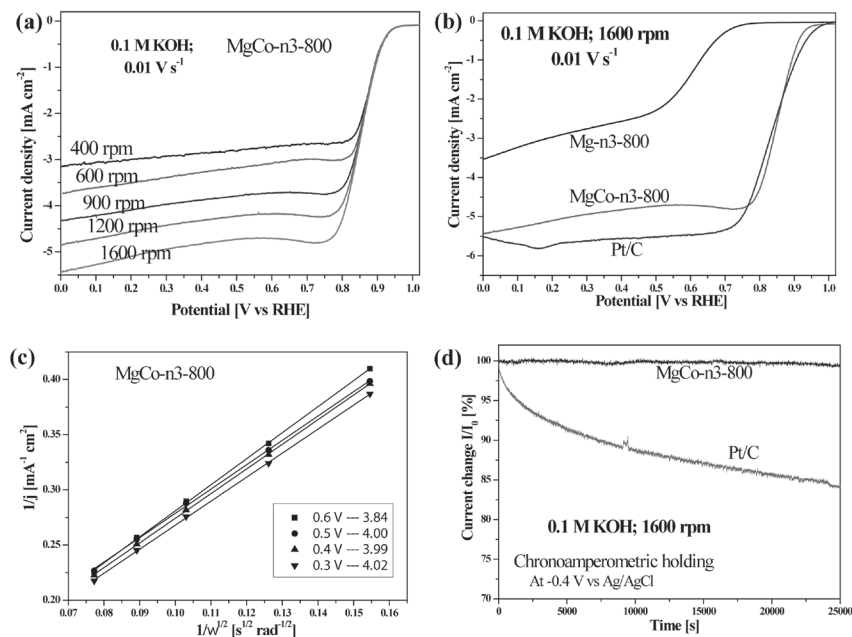 (a)
0.1 M KOH;
0.01 V s-1
MgCo-n3-800
400 rpm
600 rpm
900 rpm
1200 rpm
1600 rpm
0
-1
-2
-3
-4
-5
Current density [mA cm-2]
0.0 0.1 0.2 0.3 0.4 0.5 0.6 0.7 0.8 0.9 1.0
Potential [V vs RHE]
(b)
0.1 M KOH; 1600 rpm
0.01 V s-1
Mg-n3-800
MgCo-n3-800
Pt/C
0
-1
-2
-3
-4
-5
-6
Current density [mA cm-2]
0.0 0.1 0.2 0.3 0.4 0.5 0.6 0.7 0.8 0.9 1.0
Potential [V vs RHE]
(c)
MgCo-n3-800
0.40
0.35
0.30
0.25
0.20
1/j [mA-1 cm2]
0.6 V --- 3.84
0.5 V --- 4.00
0.4 V --- 3.99
0.3 V --- 4.02
0.07 0.08 0.09 0.10 0.11 0.12 0.13 0.14 0.15 0.16
1/w1/2 [s1/2 rad-1/2]
(d)
MgCo-n3-800
Pt/C
0.1 M KOH; 1600 rpm
Chronoamperometric holding
At -0.4 V vs Ag/AgCl
100
95
90
85
80
75
70
Current change I/I0 [%]
0 5000 10000 15000 20000 25000
Time [s]